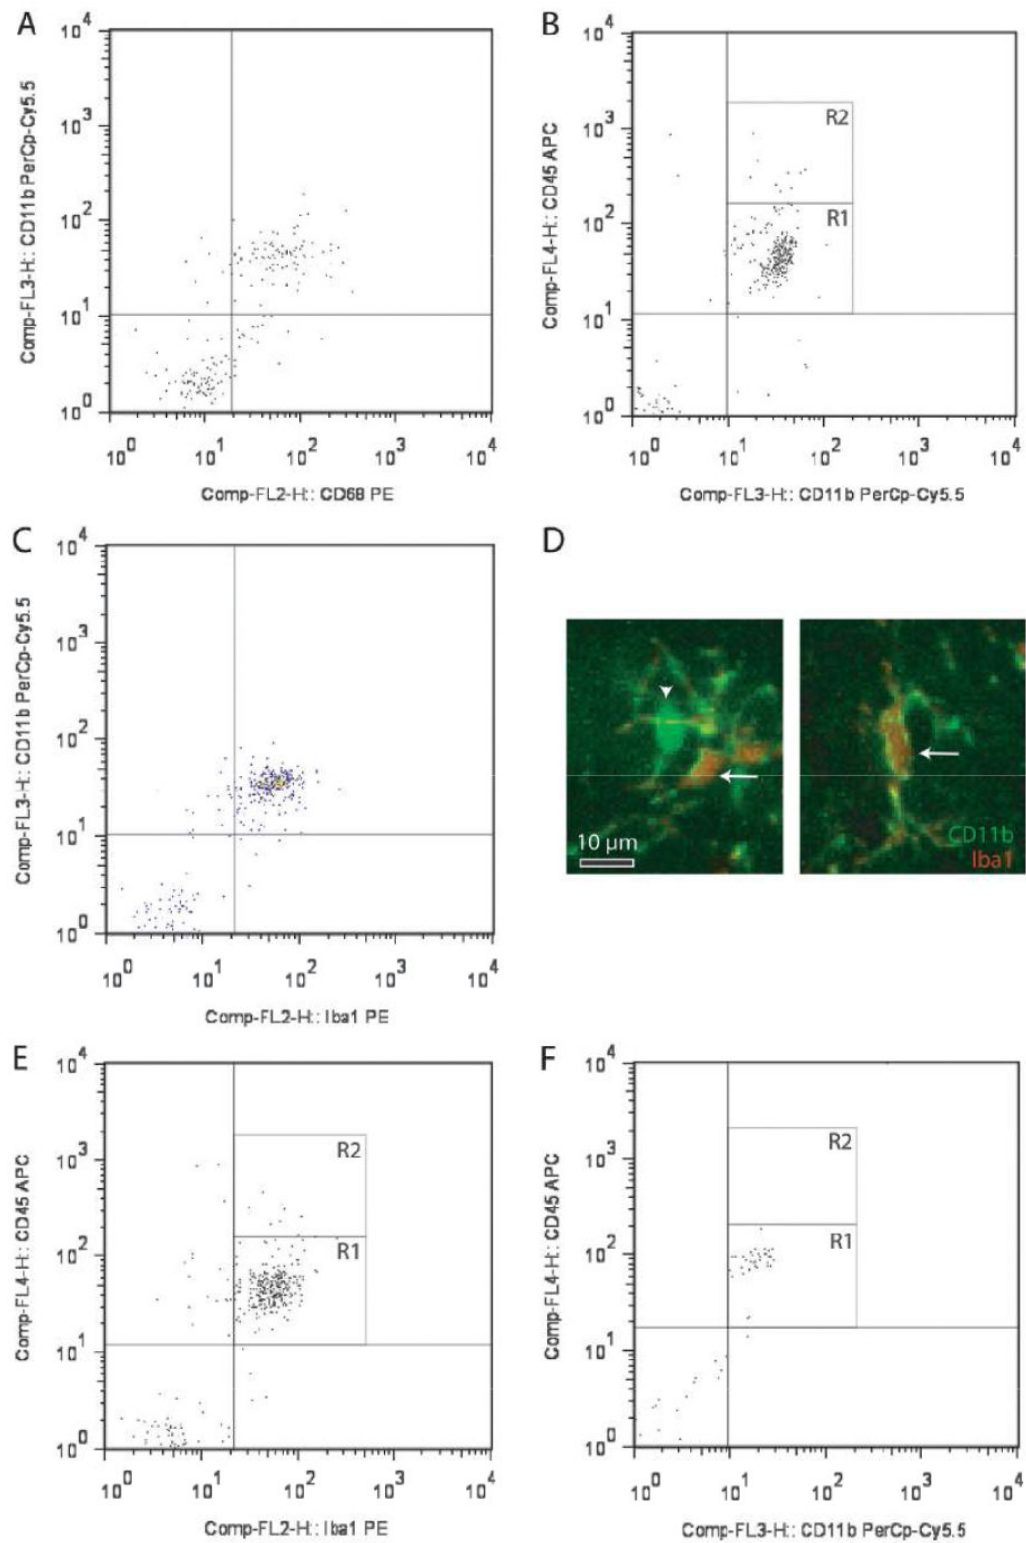 A
10^4
10^3
10^2
10^1
10^0
Comp-FL3-H:: CD11b PerCp-Cy5.5
10^0 10^1 10^2 10^3 10^4
Comp-FL2-H:: CD68 PE
B
10^4
10^3
10^2
10^1
10^0
Comp-FL4-H:: CD45 APC
R2
R1
10^0 10^1 10^2 10^3 10^4
Comp-FL3-H:: CD11b PerCp-Cy5.5
C
10^4
10^3
10^2
10^1
10^0
Comp-FL3-H:: CD11b PerCp-Cy5.5
10^0 10^1 10^2 10^3 10^4
Comp-FL2-H:: Iba1 PE
D
10 µm
CD11b
Iba1
E
10^4
10^3
10^2
10^1
10^0
Comp-FL4-H:: CD45 APC
R2
R1
10^0 10^1 10^2 10^3 10^4
Comp-FL2-H:: Iba1 PE
F
10^4
10^3
10^2
10^1
10^0
Comp-FL4-H:: CD45 APC
R2
R1
10^0 10^1 10^2 10^3 10^4
Comp-FL3-H:: CD11b PerCp-Cy5.5